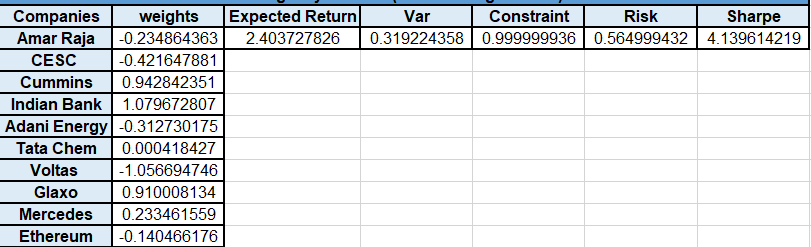 Companies weights Expected Return Var Constraint Risk Sharpe
Amar Raja -0.234864363 2.403727826 0.319224358 0.999999936 0.564999432 4.139614219
CESC -0.421647881
Cummins 0.942842351
Indian Bank 1.079672807
Adani Energy -0.312730175
Tata Chem 0.000418427
Voltas -1.056694746
Glaxo 0.910008134
Mercedes 0.233461559
Ethereum -0.140466176